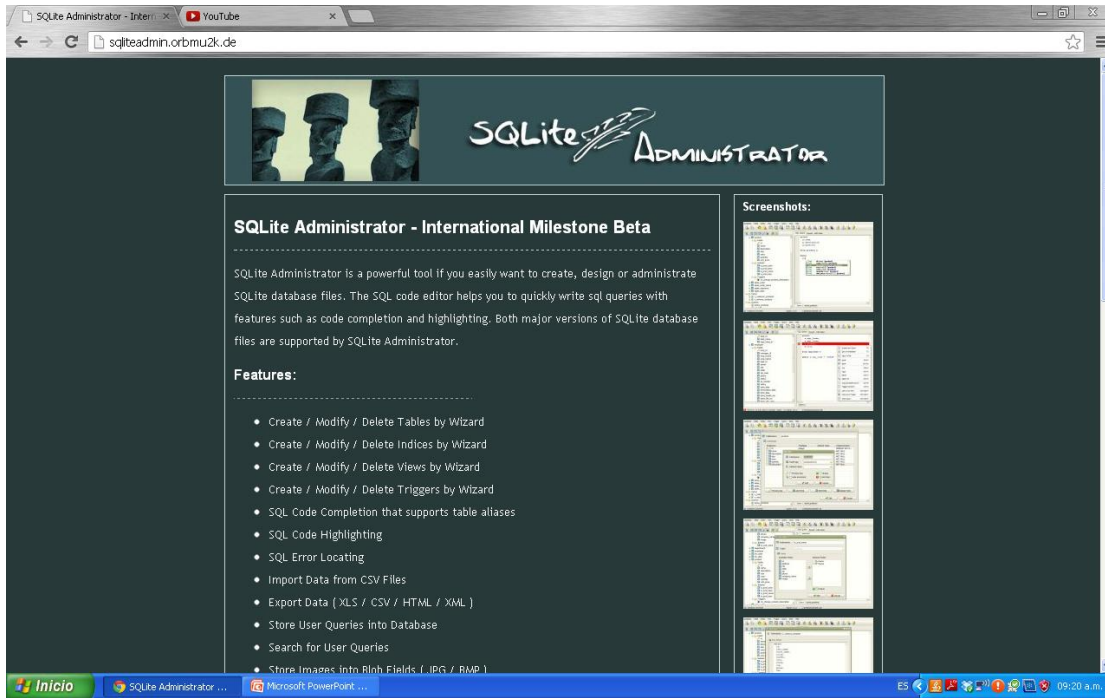 SQLite Administrator - Intern
YouTube
sqliteadmin.orbmu2k.de
SQLite Administrator
SQLite Administrator - International Milestone Beta
SQLite Administrator is a powerful tool if you easily want to create, design or administrate
SQLite database files. The SQL code editor helps you to quickly write sql queries with
features such as code completion and highlighting. Both major versions of SQLite database
files are supported by SQLite Administrator.
Features:
Create / Modify / Delete Tables by Wizard
Create / Modify / Delete Indices by Wizard
Create / Modify / Delete Views by Wizard
Create / Modify / Delete Triggers by Wizard
SQL Code Completion that supports table aliases
SQL Code Highlighting
SQL Error Locating
Import Data from CSV Files
Export Data ( XLS / CSV / HTML / XML )
Store User Queries into Database
Search for User Queries
Store Images into Blob Fields ( JPG / BMP )
Screenshots:
Inicio
SQLite Administrator ...
Microsoft PowerPoint ...
ES
09:20 a.m.